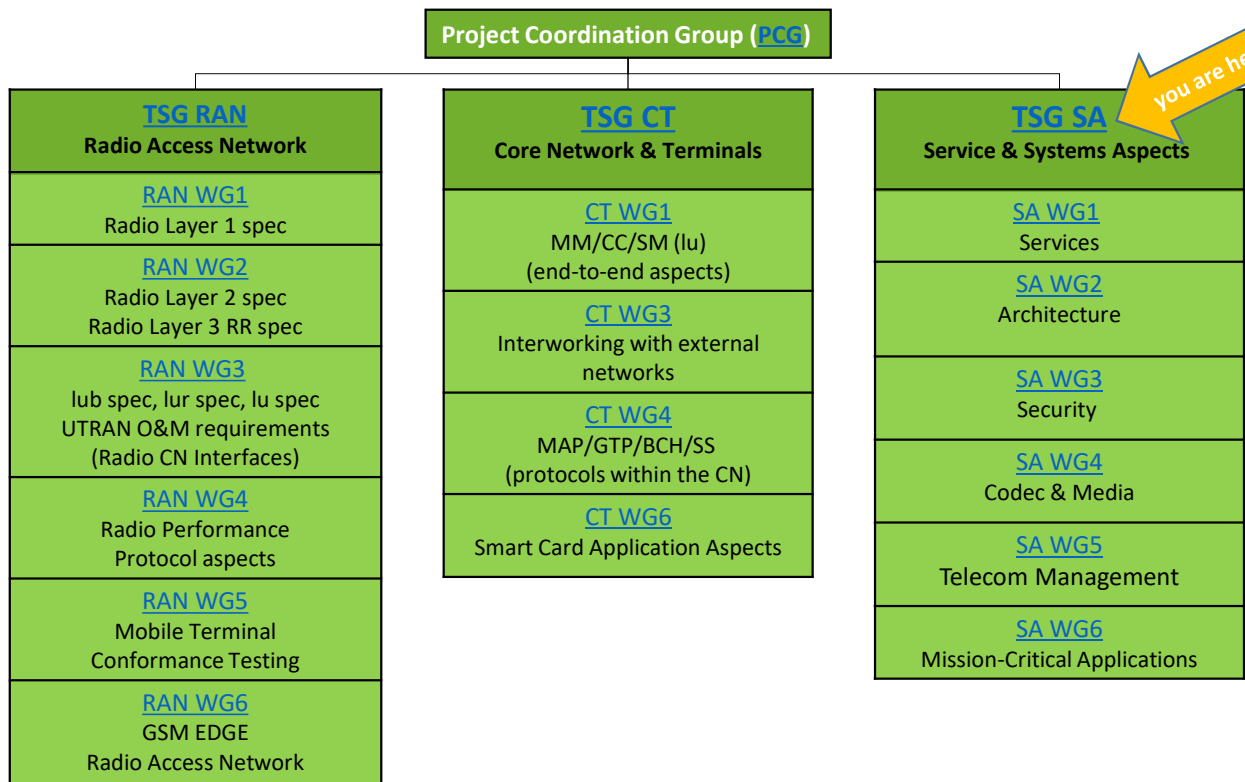 Project Coordination Group (PCG)
you are he
TSG RAN
Radio Access Network
RAN WG1
Radio Layer 1 spec
RAN WG2
Radio Layer 2 spec
Radio Layer 3 RR spec
RAN WG3
lub spec, lur spec, lu spec
UTRAN O&M requirements
(Radio CN Interfaces)
RAN WG4
Radio Performance
Protocol aspects
RAN WG5
Mobile Terminal
Conformance Testing
RAN WG6
GSM EDGE
Radio Access Network
TSG CT
Core Network & Terminals
CT WG1
MM/CC/SM (lu)
(end-to-end aspects)
CT WG3
Interworking with external
networks
CT WG4
MAP/GTP/BCH/SS
(protocols within the CN)
CT WG6
Smart Card Application Aspects
TSG SA
Service & Systems Aspects
SA WG1
Services
SA WG2
Architecture
SA WG3
Security
SA WG4
Codec & Media
SA WG5
Telecom Management
SA WG6
Mission-Critical Applications